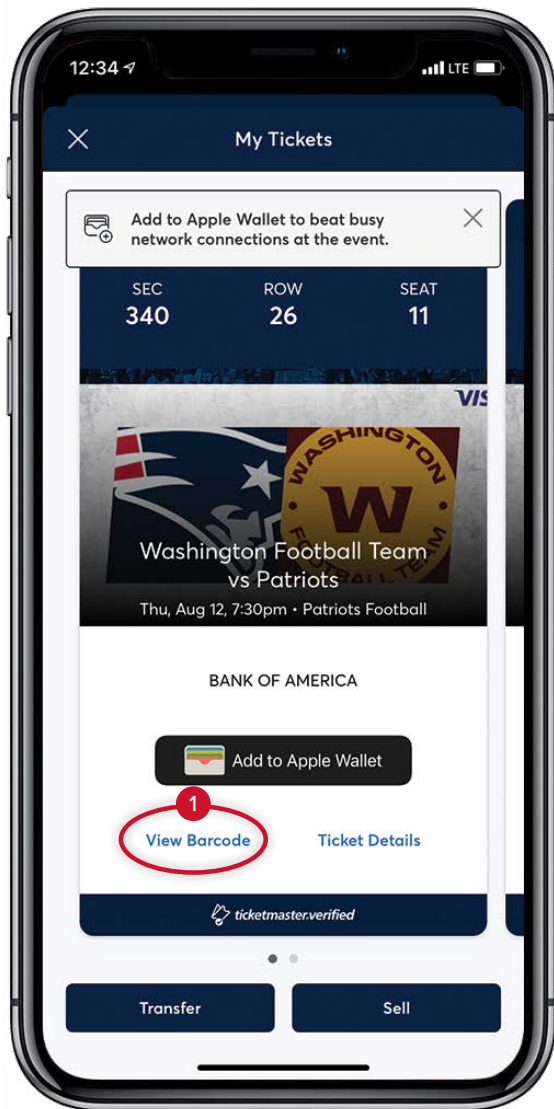 12:34
LTE
My Tickets
Add to Apple Wallet to beat busy
network connections at the event.
SEC ROW SEAT
340 26 11
VIS
WASHINGTON
W
FOOTBALL TEAM
Washington Football Team
vs Patriots
Thu, Aug 12, 7:30pm • Patriots Football
BANK OF AMERICA
Add to Apple Wallet
1
View Barcode Ticket Details
ticketmaster.verified
Transfer Sell